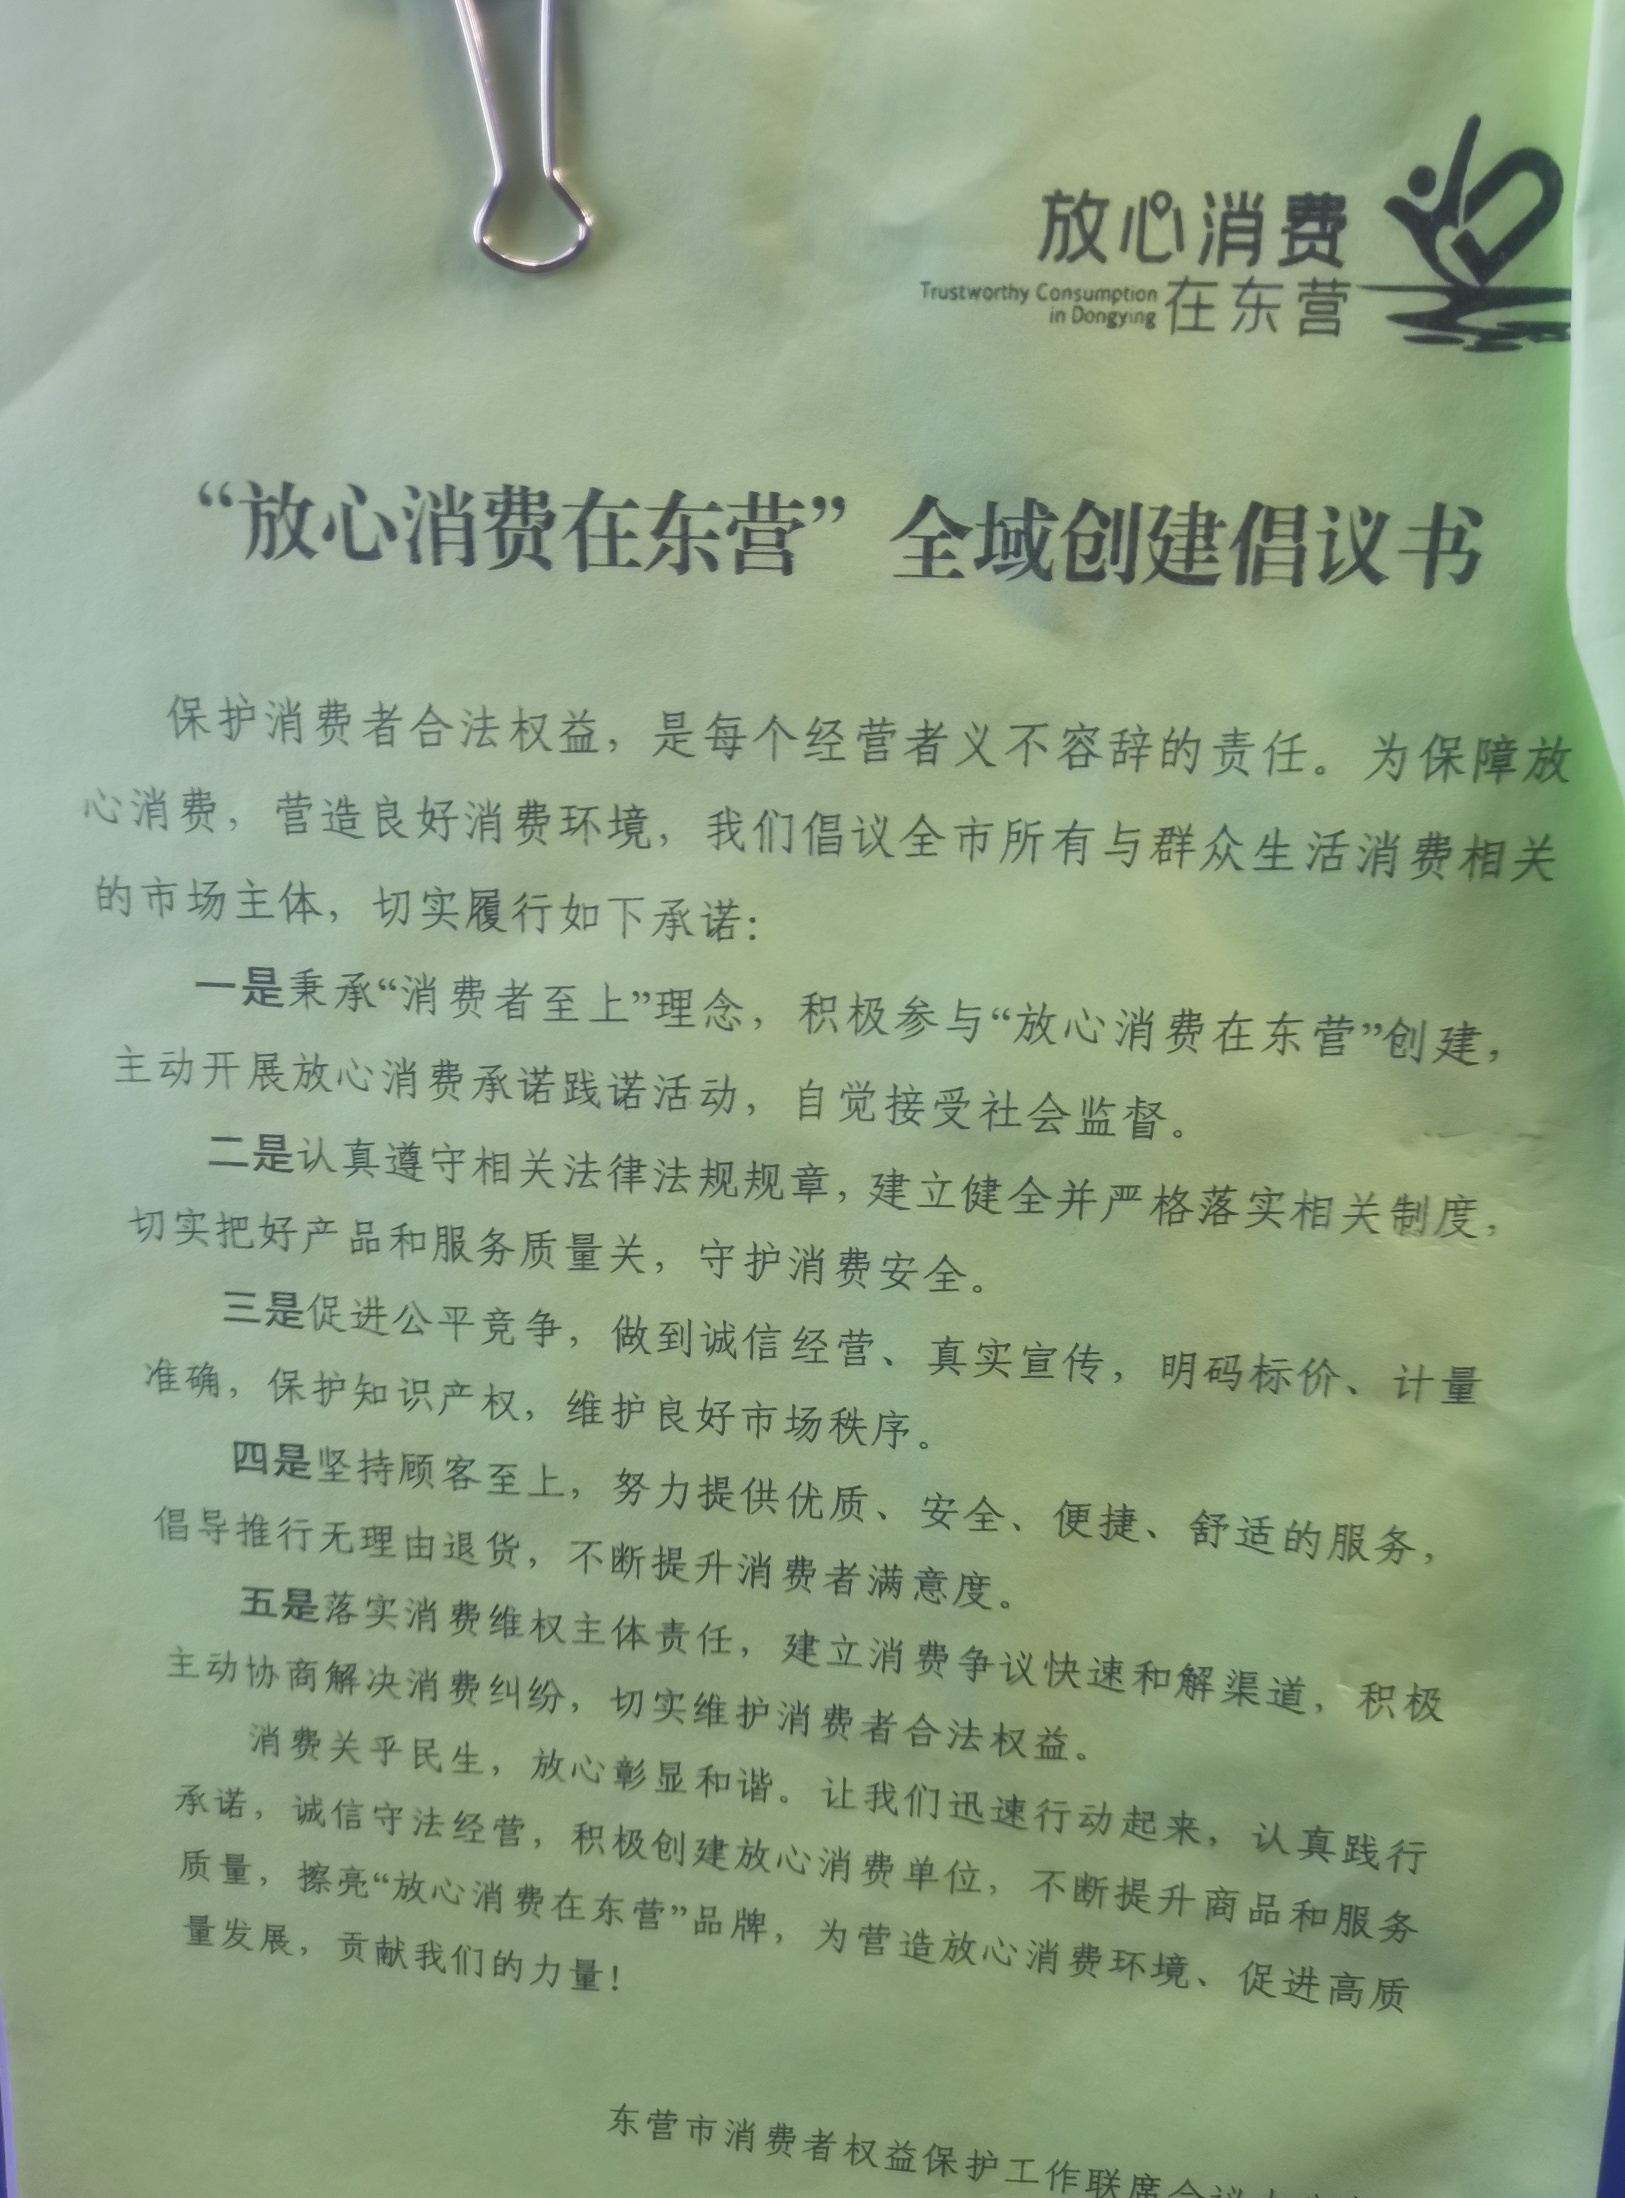 放心消费
Trustworthy Consumption
in Dongying
在东营
“放心消费在东营”全域创建倡议书
保护消费者合法权益，是每个经营者义不容辞的责任。为保障放
心消费，营造良好消费环境，我们倡议全市所有与群众生活消费相关
的市场主体，切实履行如下承诺：
一是秉承“消费者至上”理念，积极参与“放心消费在东营”创建，
主动开展放心消费承诺践诺活动，自觉接受社会监督。
二是认真遵守相关法律法规规章，建立健全并严格落实相关制度，
切实把好产品和服务质量关，守护消费安全。
三是促进公平竞争，做到诚信经营、真实宣传，明码标价、计量
准确，保护知识产权，维护良好市场秩序。
四是坚持顾客至上，努力提供优质、安全、便捷、舒适的服务，
倡导推行无理由退货，不断提升消费者满意度。
五是落实消费维权主体责任，建立消费争议快速和解渠道，积极
主动协商解决消费纠纷，切实维护消费者合法权益。
消费关乎民生，放心彰显和谐。让我们迅速行动起来，认真践行
承诺，诚信守法经营，积极创建放心消费单位，不断提升商品和服务
质量，擦亮“放心消费在东营”品牌，为营造放心消费环境、促进高质
量发展，贡献我们的力量！
东营市消费者权益保护工作联席会议